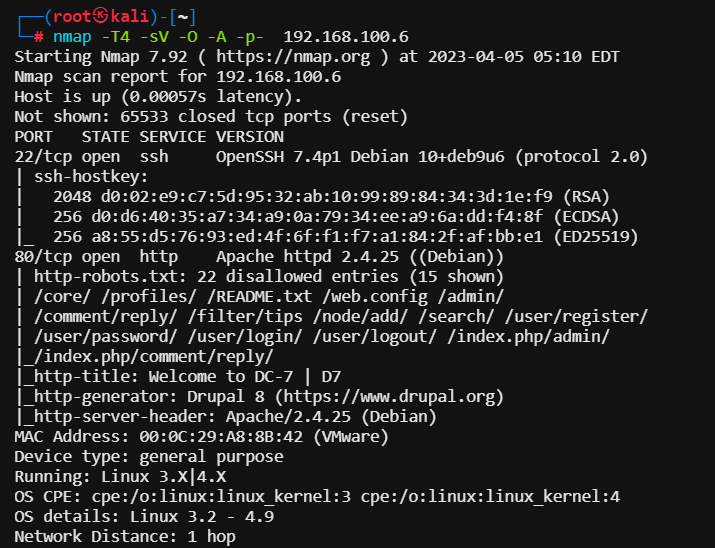 ┌──(root㉿kali)-[~]
└─# nmap -T4 -sV -O -A -p-  192.168.100.6
Starting Nmap 7.92 ( https://nmap.org ) at 2023-04-05 05:10 EDT
Nmap scan report for 192.168.100.6
Host is up (0.00057s latency).
Not shown: 65533 closed tcp ports (reset)
PORT   STATE SERVICE VERSION
22/tcp open  ssh     OpenSSH 7.4p1 Debian 10+deb9u6 (protocol 2.0)
| ssh-hostkey:
|   2048 d0:02:e9:c7:5d:95:32:ab:10:99:89:84:34:3d:1e:f9 (RSA)
|   256 d0:d6:40:35:a7:34:a9:0a:79:34:ee:a9:6a:dd:f4:8f (ECDSA)
|_  256 a8:55:d5:76:93:ed:4f:6f:f1:f7:a1:84:2f:af:bb:e1 (ED25519)
80/tcp open  http    Apache httpd 2.4.25 ((Debian))
| http-robots.txt: 22 disallowed entries (15 shown)
| /core/ /profiles/ /README.txt /web.config /admin/
| /comment/reply/ /filter/tips /node/add/ /search/ /user/register/
| /user/password/ /user/login/ /user/logout/ /index.php/admin/
|_/index.php/comment/reply/
|_http-title: Welcome to DC-7 | D7
|_http-generator: Drupal 8 (https://www.drupal.org)
|_http-server-header: Apache/2.4.25 (Debian)
MAC Address: 00:0C:29:A8:8B:42 (VMware)
Device type: general purpose
Running: Linux 3.X|4.X
OS CPE: cpe:/o:linux:linux_kernel:3 cpe:/o:linux:linux_kernel:4
OS details: Linux 3.2 - 4.9
Network Distance: 1 hop